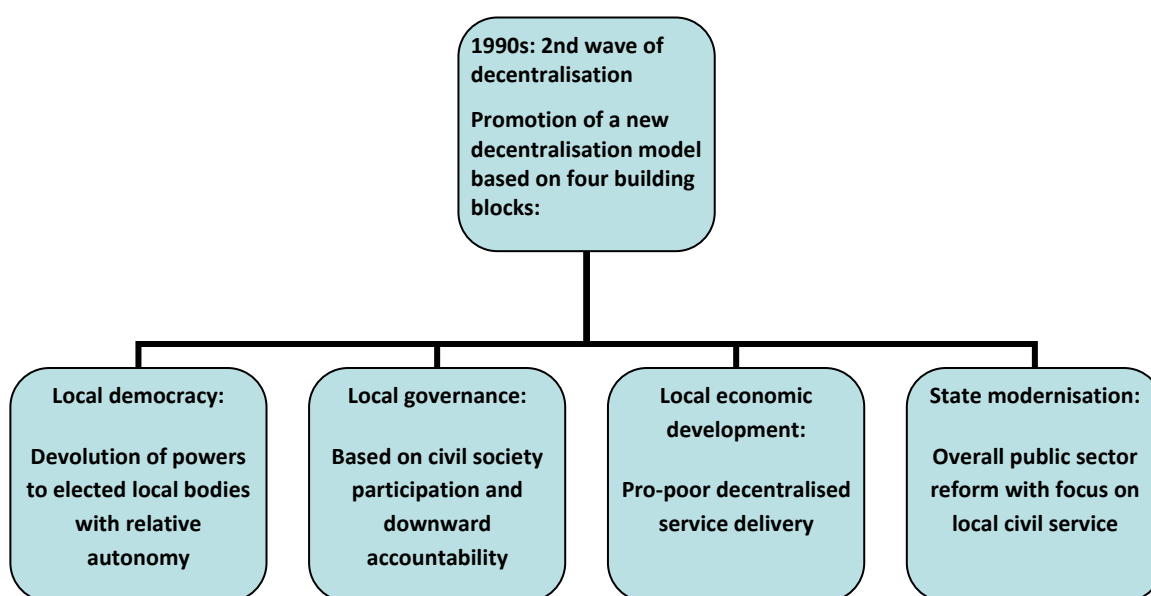 1990s: 2nd wave of
decentralisation
Promotion of a new
decentralisation model
based on four building
blocks:
Local democracy:
Devolution of powers
to elected local bodies
with relative
autonomy
Local governance:
Based on civil society
participation and
downward
accountability
Local economic
development:
Pro-poor decentralised
service delivery
State modernisation:
Overall public sector
reform with focus on
local civil service